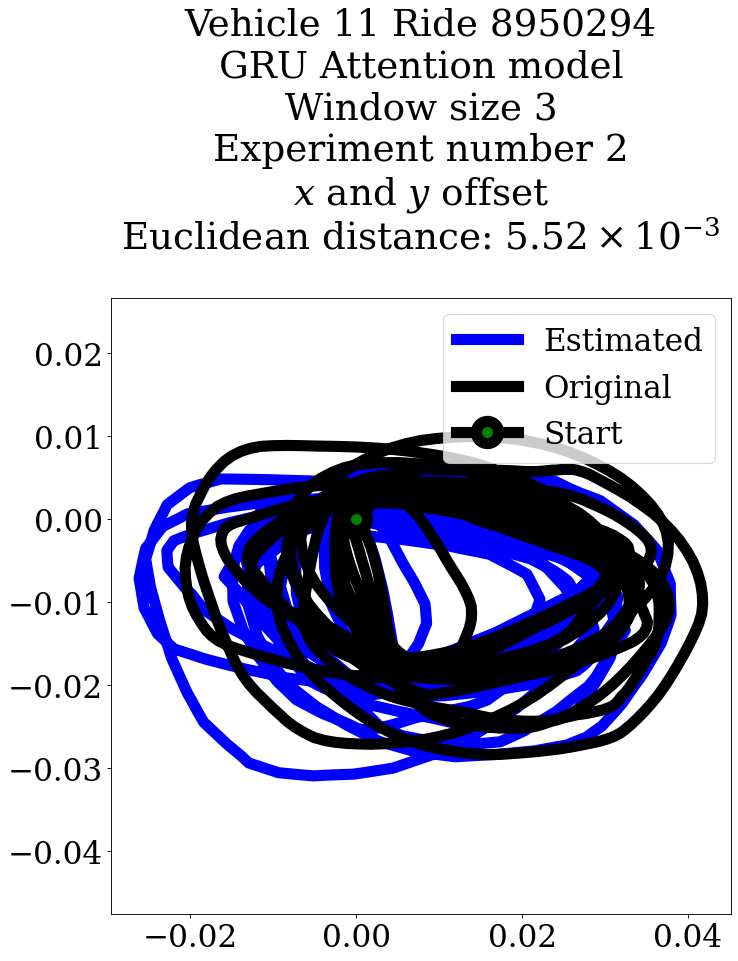 Vehicle 11 Ride 8950294
GRU Attention model
Window size 3
Experiment number 2
x and y offset
Euclidean distance: 5.52 × 10⁻³
Estimated
Original
Start
0.02
0.01
0.00
−0.01
−0.02
−0.03
−0.04
−0.02 0.00 0.02 0.04